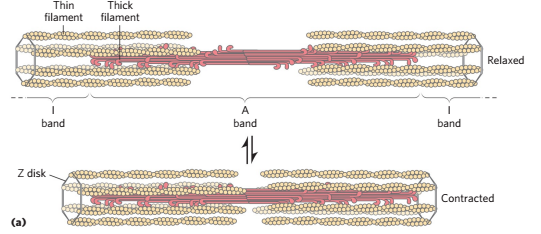 Thin
filament
Thick
filament
Relaxed
I
band
A
band
I
band
Z disk
Contracted
(a)